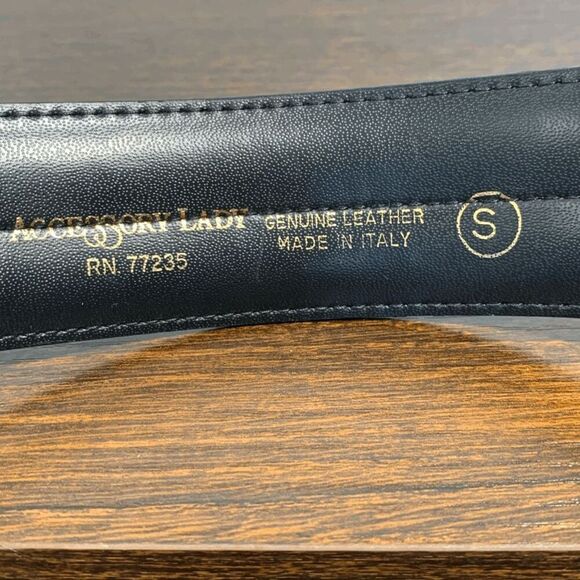 ACCESSORY LADY
RN 77235
GENUINE LEATHER
MADE IN ITALY
S